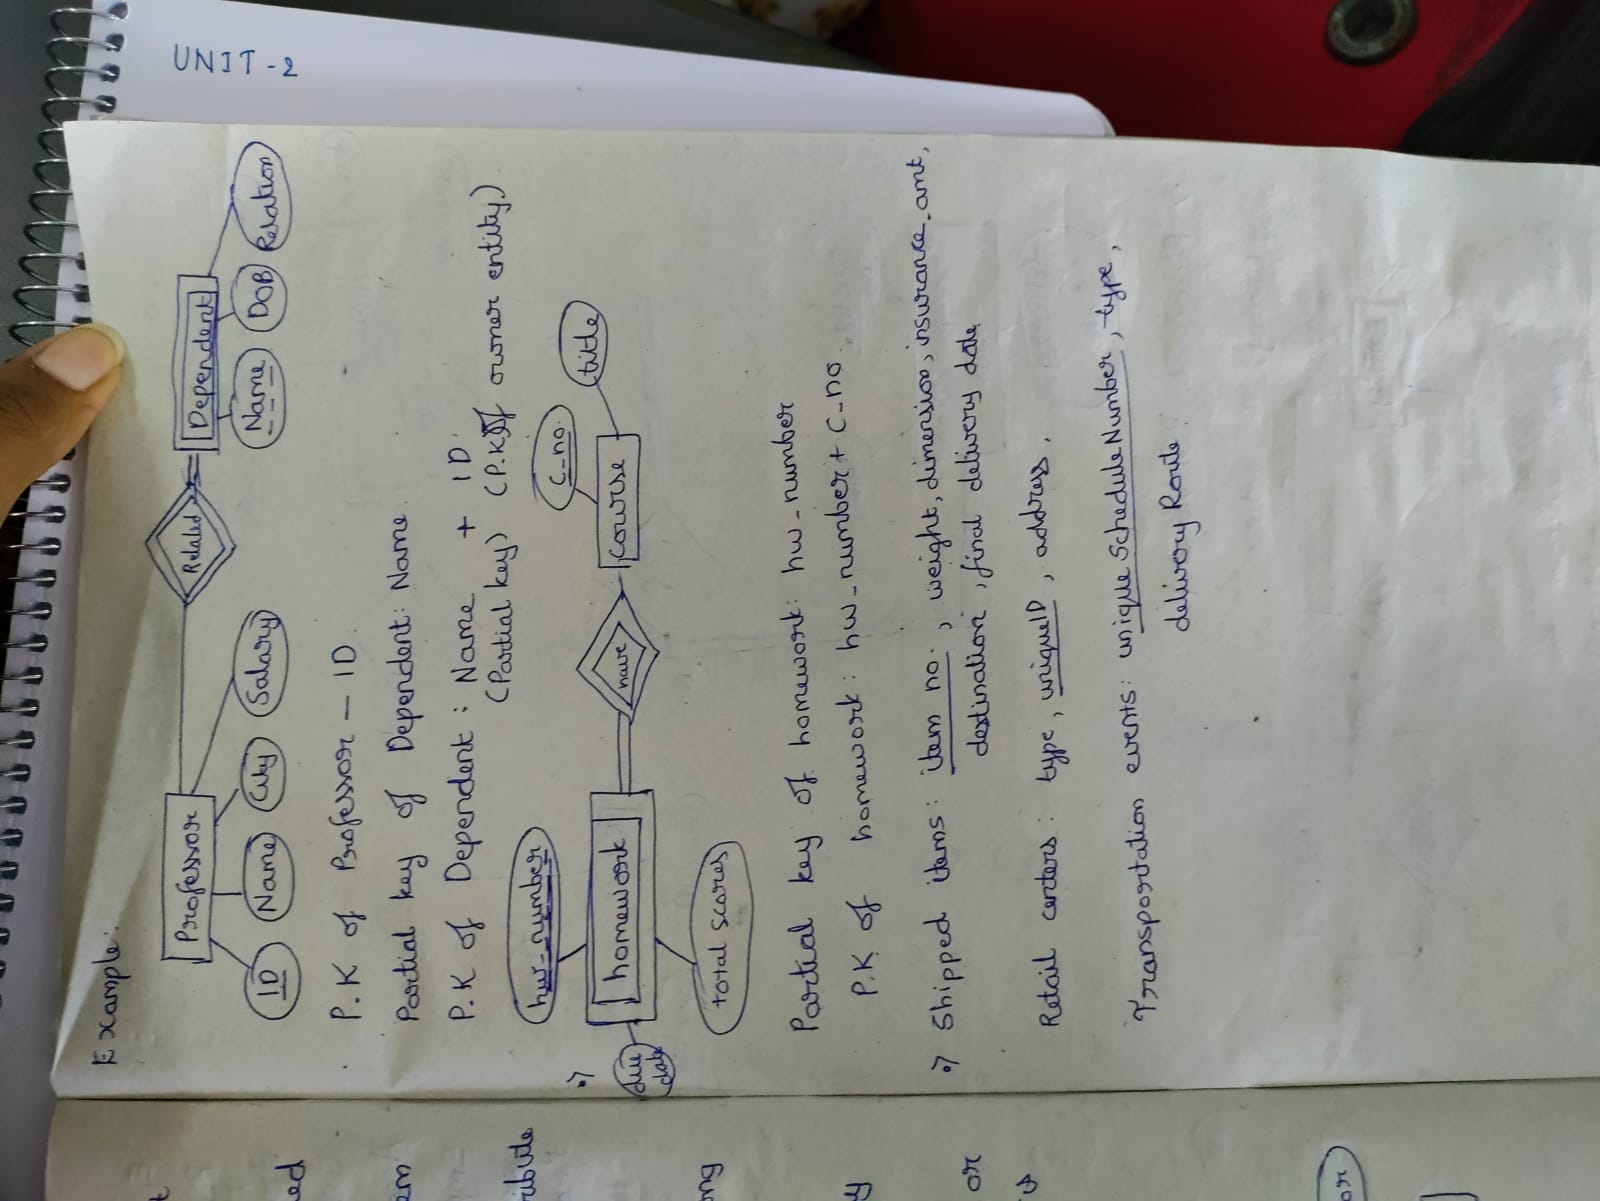 Example:
Professor
Related
Dependent
ID
Name
City
Salary
Name
DOB
Relation
P.K of Professor - ID.
Partial key of Dependent: Name.
P.K of Dependent: Name + ID.
(Partial key) (P.K of owner entity.)
hw_number
homework
due date
total scores
have
course
c_no.
title
Partial key of homework: hw_number
P.K of homework: hw_number + c_no.
•) Shipped items: item no., weight, dimension, insurance_amt,
destination, final delivery date
Retail centers: type, uniqueID, address,
Transportation events: unique Schedule Number, type,
delivery Route.
UNIT-2
t
ed
em
ribute
ng
y
or
or